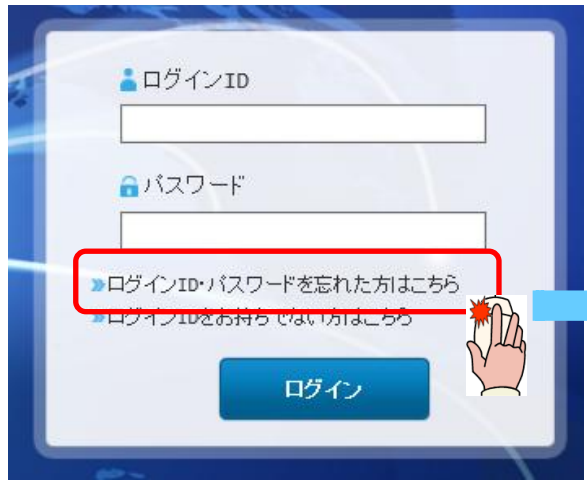 ログインID
パスワード
»ログインID・パスワードを忘れた方はこちら
»ログインIDをお持ちでない方はこちら
ログイン